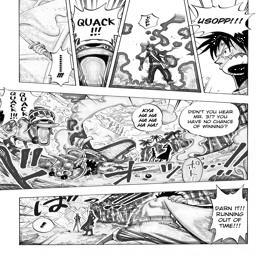 USOPP!!!
QUACK
!!!
DIDN'T YOU HEAR
MR. 3!? YOU
HAVE NO CHANCE
OF WINNING?
KYA
HA HA
HA HA
HA HA!
QUACK
!!!
DARN IT!!
RUNNING
OUT OF
TIME!!!